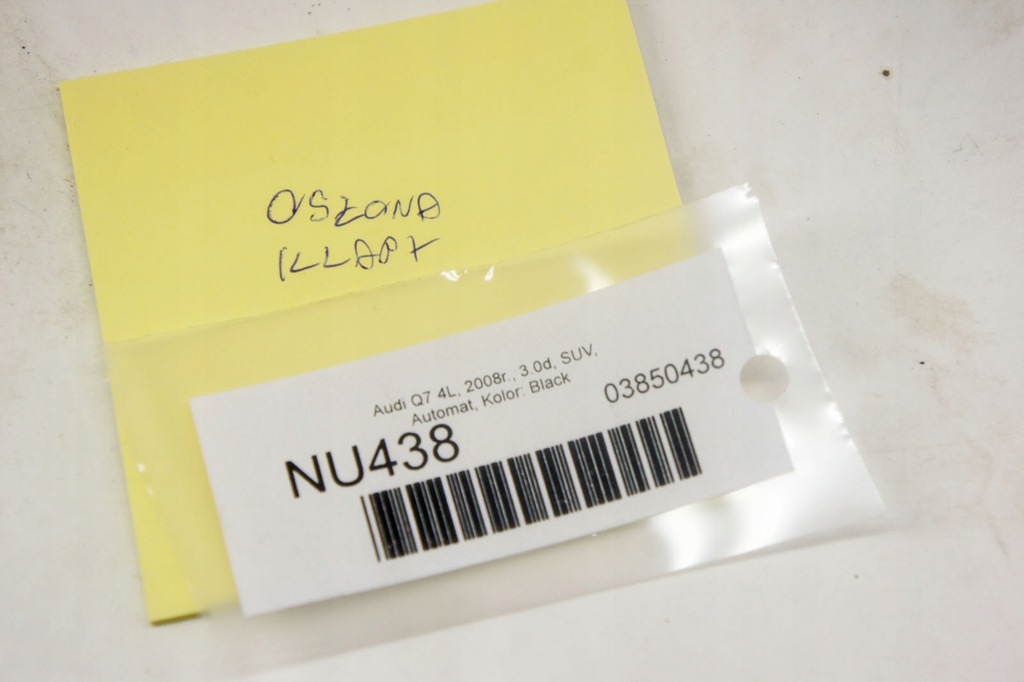 OSŁONA
KLAPY
Audi Q7 4L, 2008r., 3.0d, SUV,
Automat, Kolor: Black
03850438
NU438